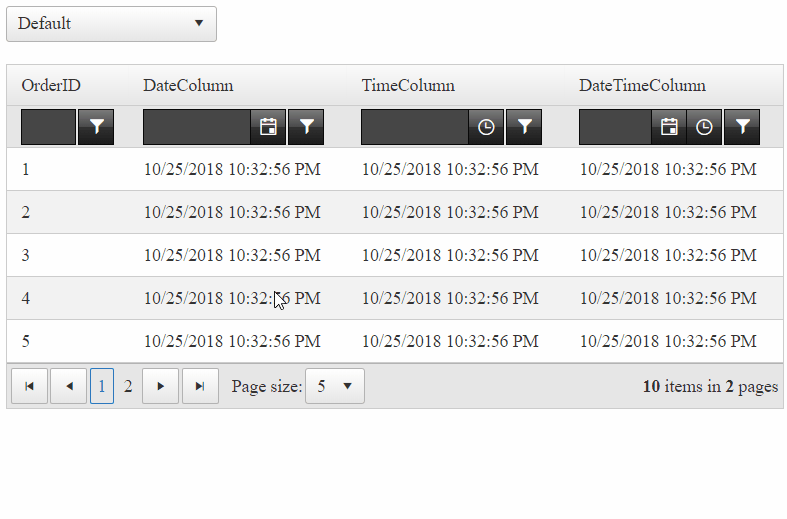 Default
OrderID DateColumn TimeColumn DateTimeColumn
1 10/25/2018 10:32:56 PM 10/25/2018 10:32:56 PM 10/25/2018 10:32:56 PM
2 10/25/2018 10:32:56 PM 10/25/2018 10:32:56 PM 10/25/2018 10:32:56 PM
3 10/25/2018 10:32:56 PM 10/25/2018 10:32:56 PM 10/25/2018 10:32:56 PM
4 10/25/2018 10:32:56 PM 10/25/2018 10:32:56 PM 10/25/2018 10:32:56 PM
5 10/25/2018 10:32:56 PM 10/25/2018 10:32:56 PM 10/25/2018 10:32:56 PM
1 2 Page size: 5 10 items in 2 pages